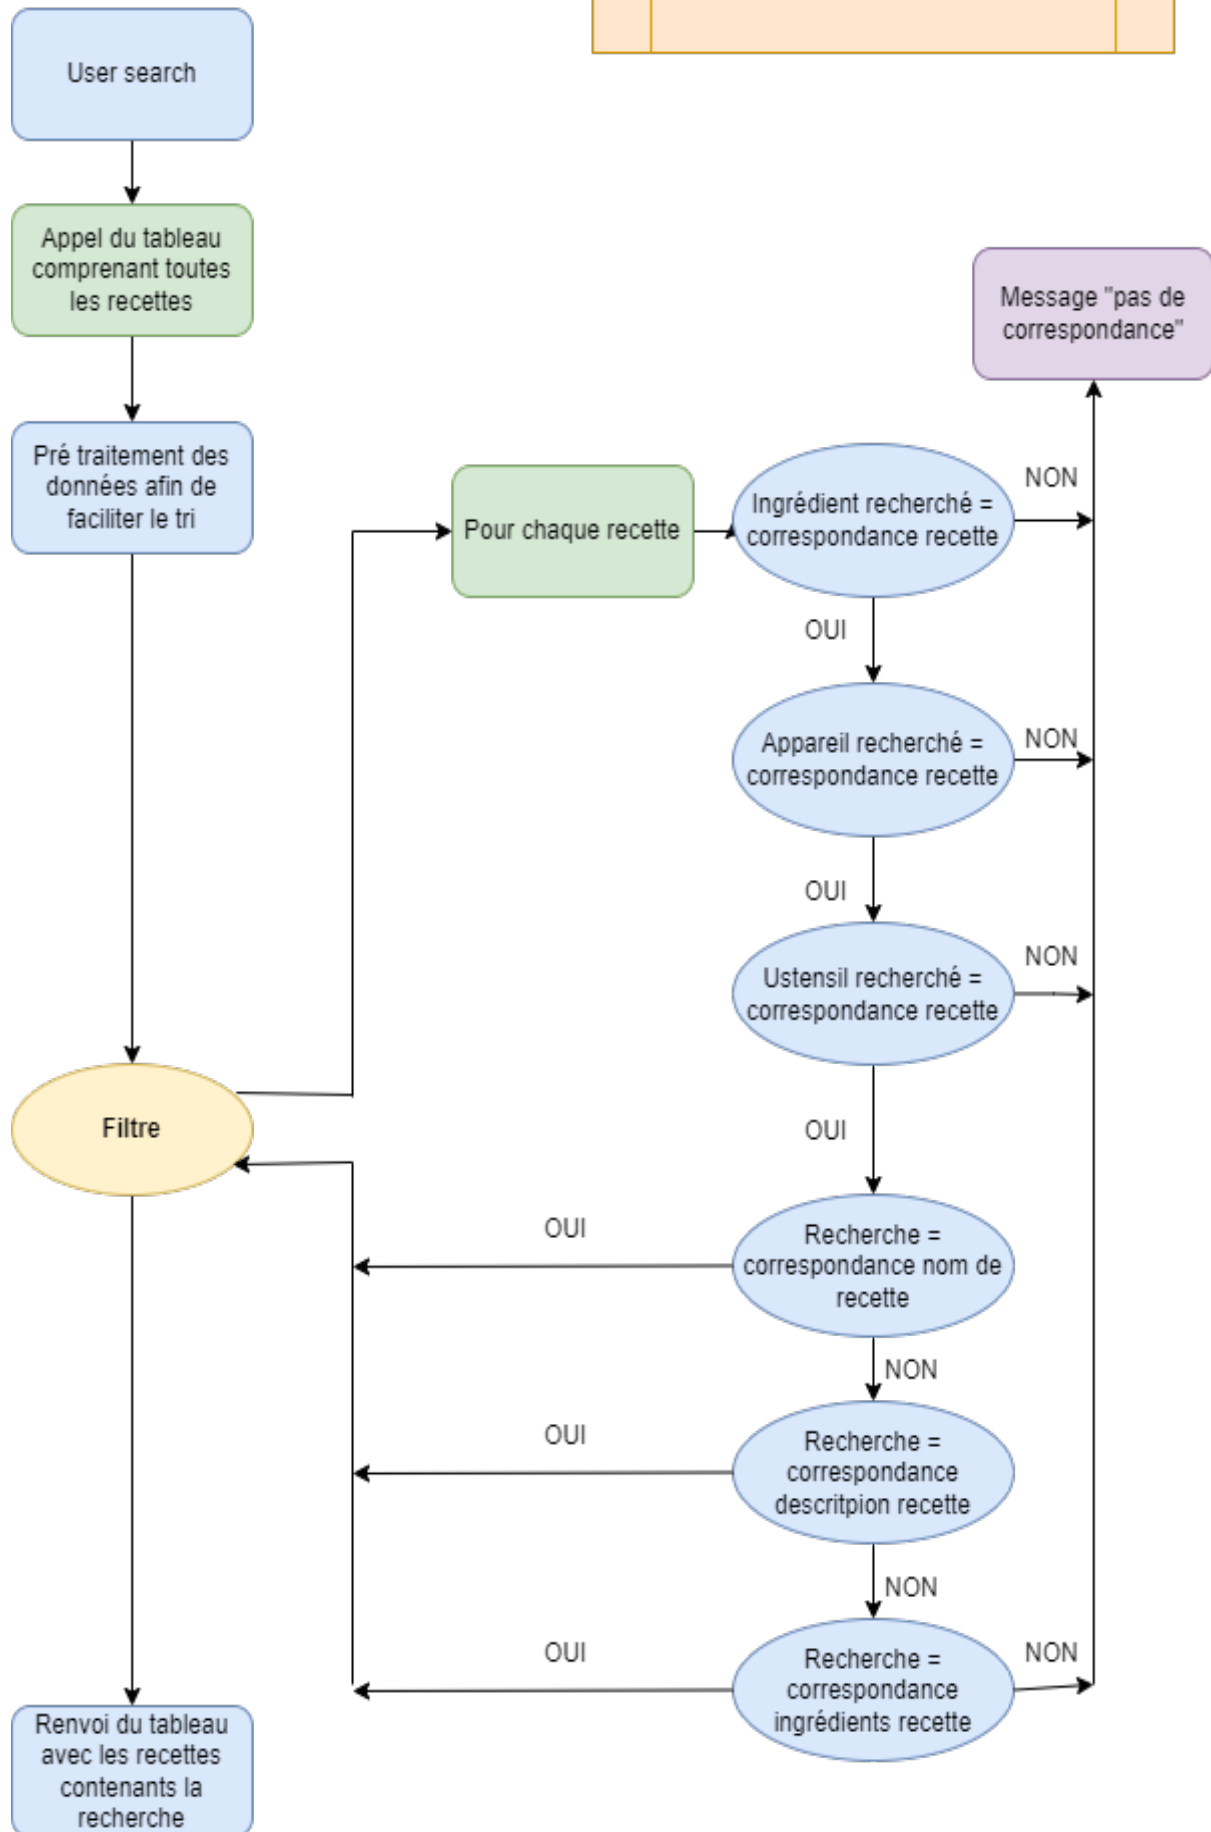 User search
Appel du tableau
comprenant toutes
les recettes
Message "pas de
correspondance"
Pré traitement des
données afin de
faciliter le tri
Pour chaque recette
Ingrédient recherché =
correspondance recette
NON
OUI
Appareil recherché =
correspondance recette
NON
OUI
Ustensil recherché =
correspondance recette
NON
OUI
Filtre
Recherche =
correspondance nom de
recette
OUI
NON
Recherche =
correspondance
descritpion recette
OUI
NON
Recherche =
correspondance
ingrédients recette
OUI
NON
Renvoi du tableau
avec les recettes
contenants la
recherche